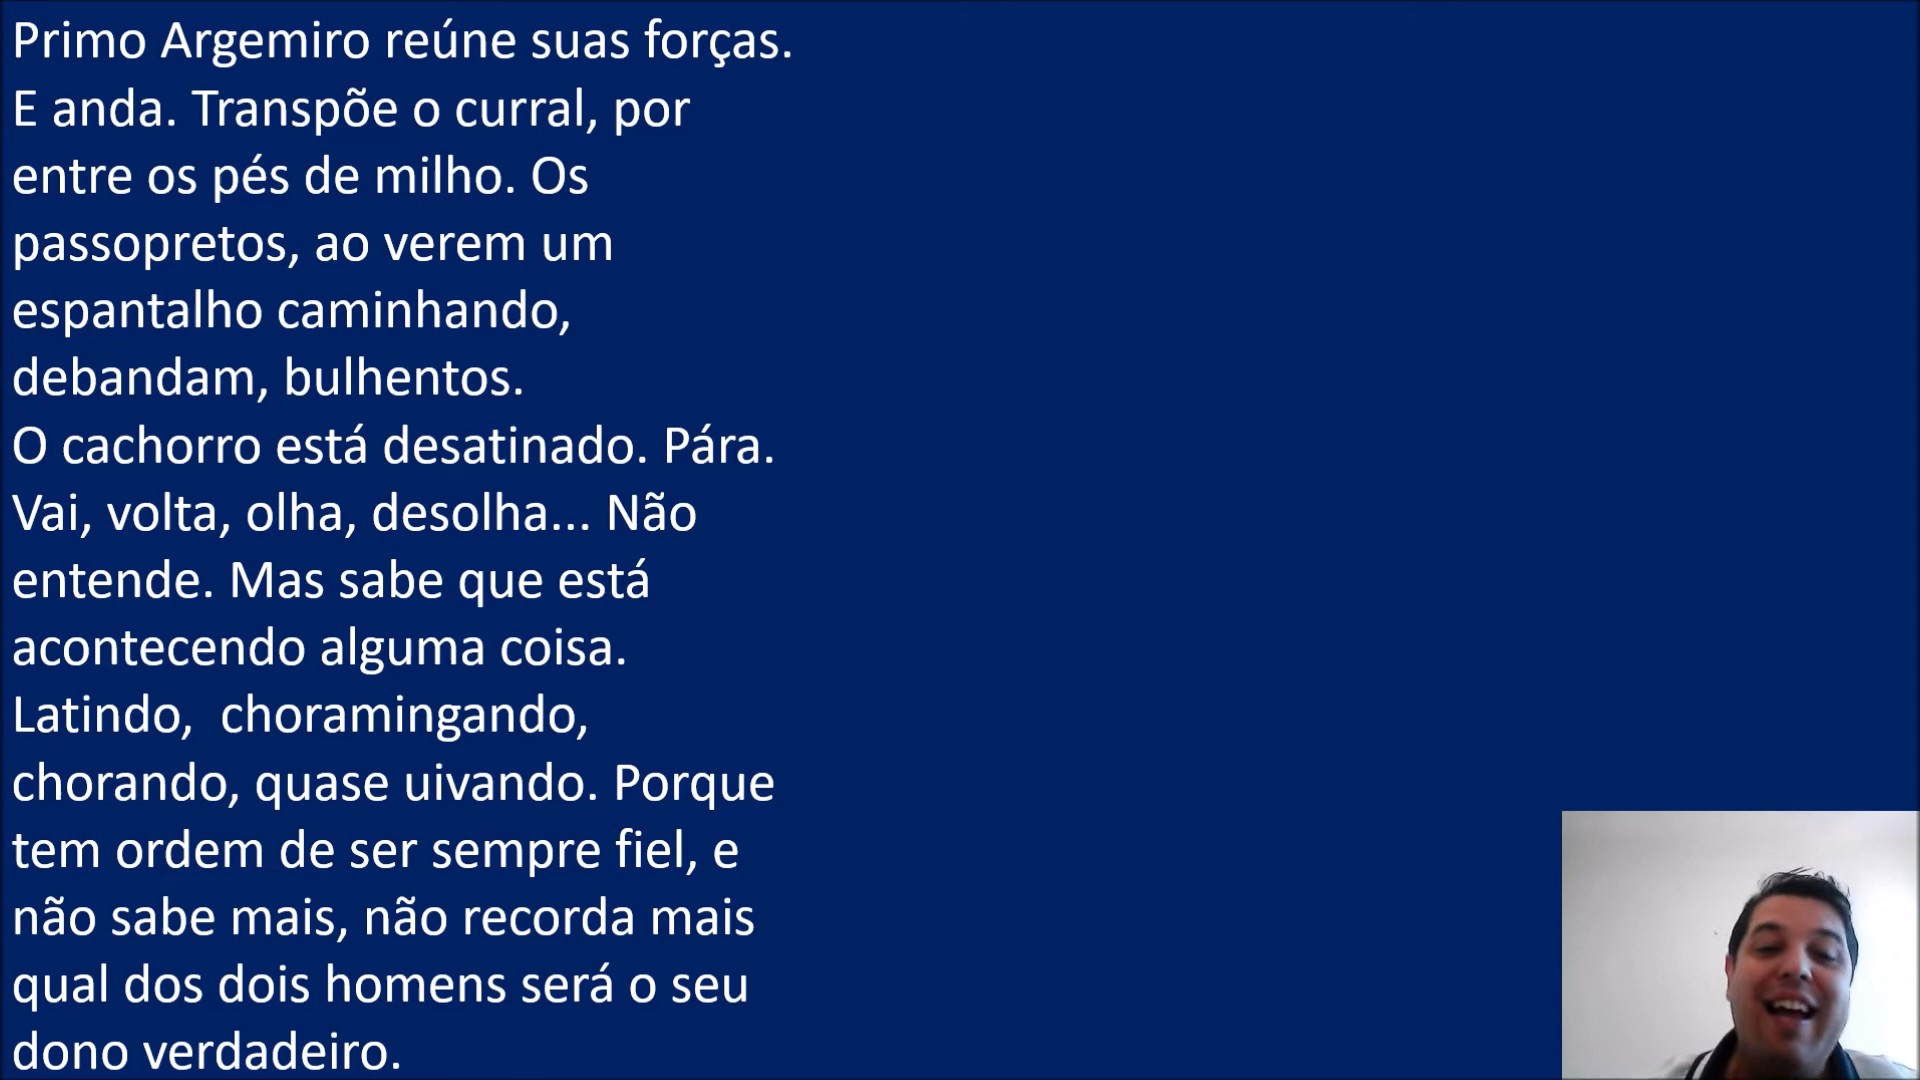 Primo Argemiro reúne suas forças.
E anda. Transpõe o curral, por
entre os pés de milho. Os
passopretos, ao verem um
espantalho caminhando,
debandam, bulhentos.
O cachorro está desatinado. Pára.
Vai, volta, olha, desolha... Não
entende. Mas sabe que está
acontecendo alguma coisa.
Latindo,  choramingando,
chorando, quase uivando. Porque
tem ordem de ser sempre fiel, e
não sabe mais, não recorda mais
qual dos dois homens será o seu
dono verdadeiro.